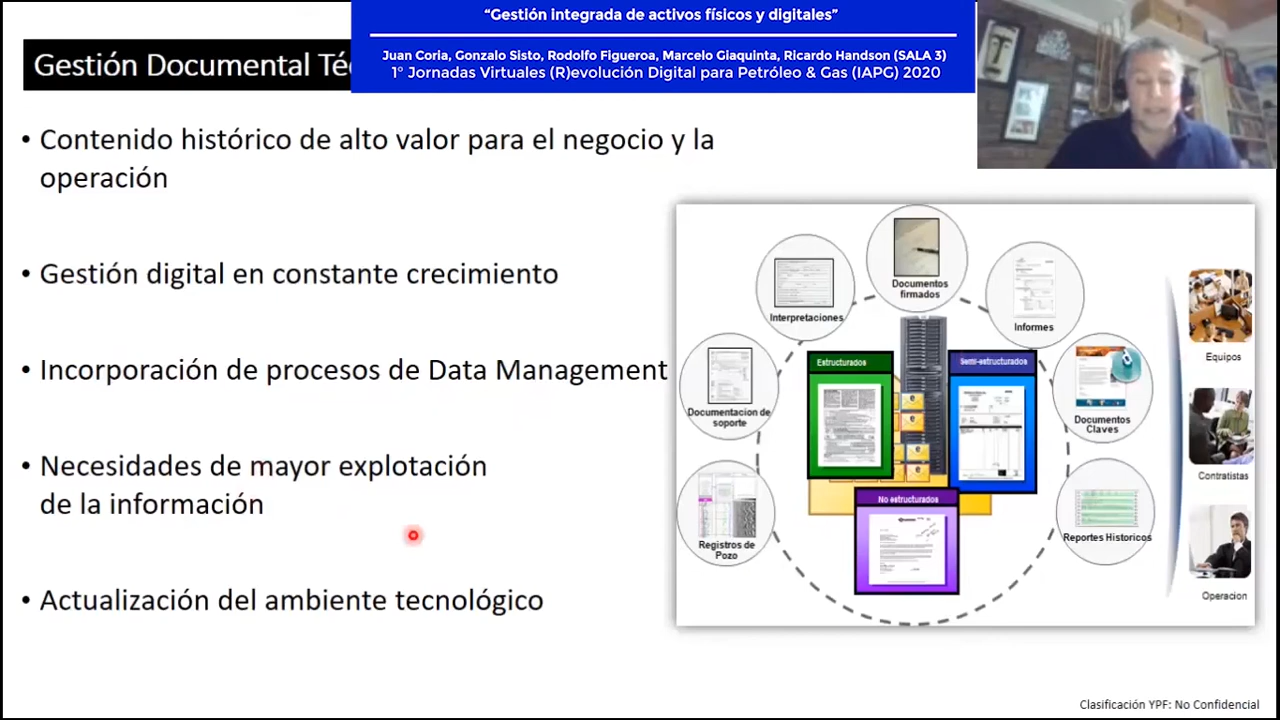 “Gestión integrada de activos físicos y digitales”
Juan Coria, Gonzalo Sisto, Rodolfo Figueroa, Marcelo Giaquinta, Ricardo Handson (SALA 3)
1° Jornadas Virtuales (R)evolución Digital para Petróleo & Gas (IAPG) 2020
Gestión Documental Té
• Contenido histórico de alto valor para el negocio y la
operación
• Gestión digital en constante crecimiento
• Incorporación de procesos de Data Management
• Necesidades de mayor explotación
de la información
• Actualización del ambiente tecnológico
Documentos
firmados
Interpretaciones
Informes
Estructurados
Semi-estructurados
Equipos
Documentacion de
soporte
Documentos
Claves
Contratistas
No estructurados
Registros de
Pozo
Reportes Historicos
Operacion
Clasificación YPF: No Confidencial